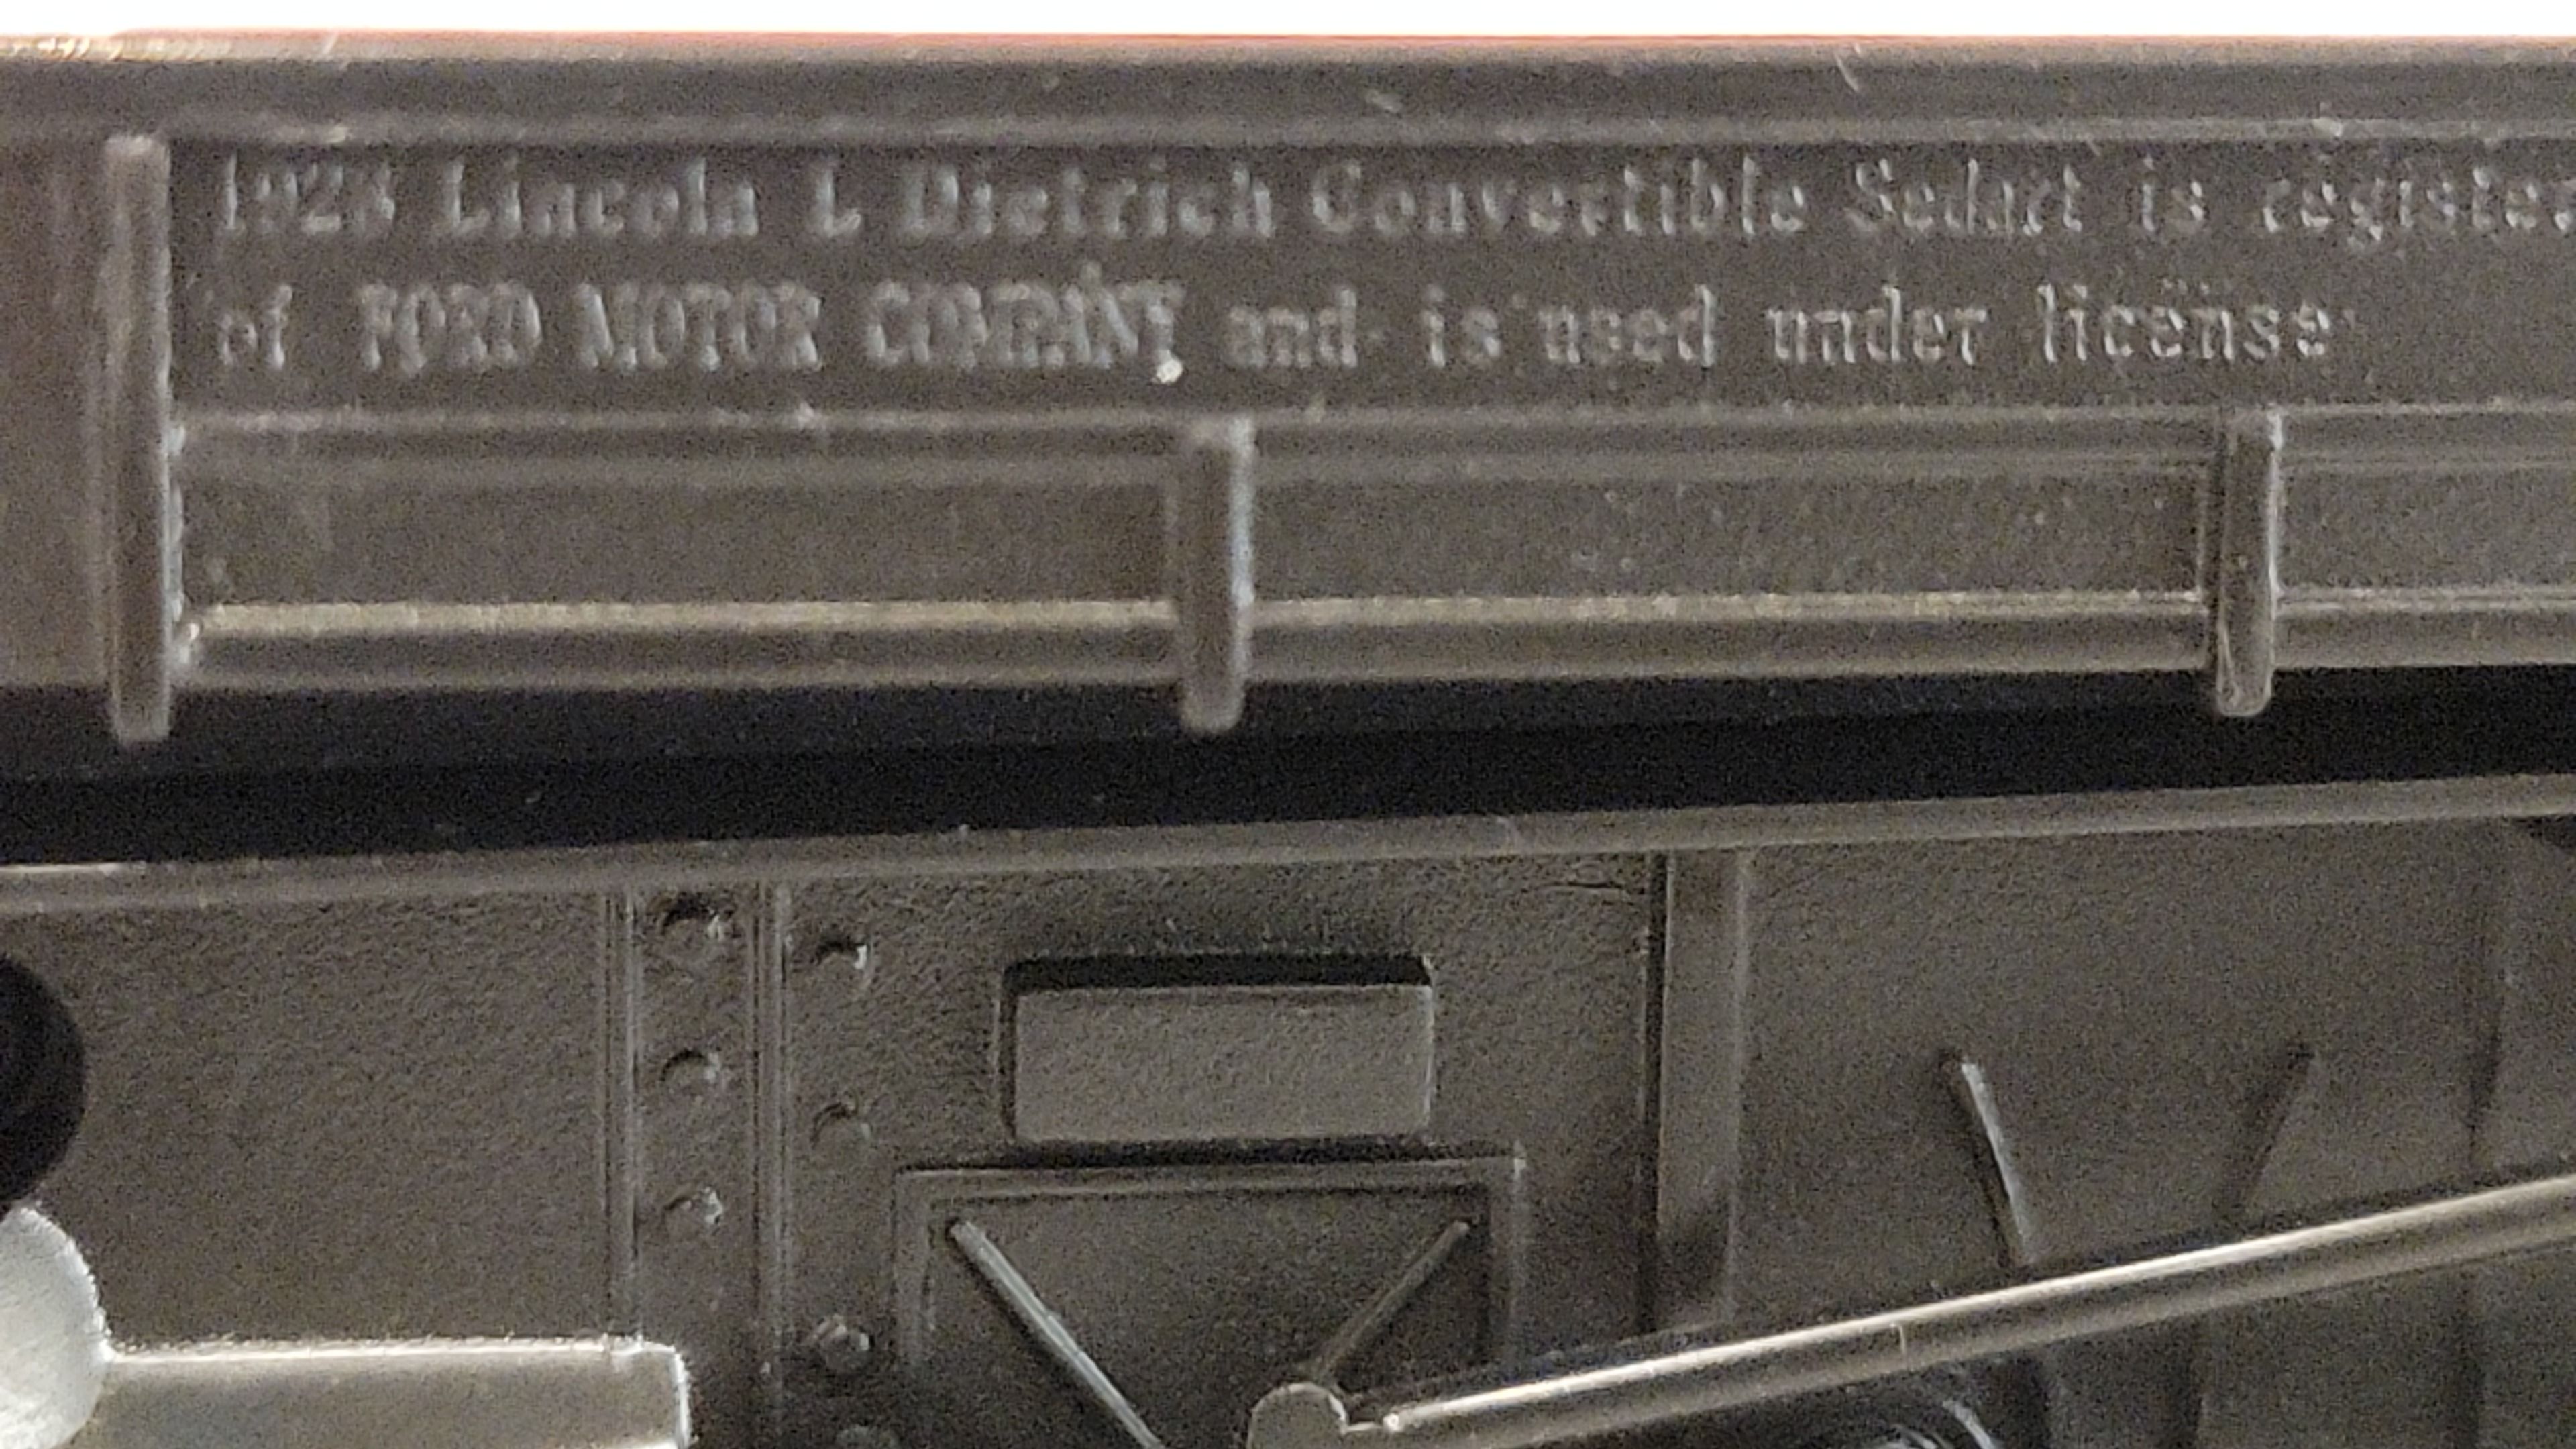 1928 Lincoln L Dietrich Convertible Sedan is register
of FORD MOTOR COMPANY and is used under license